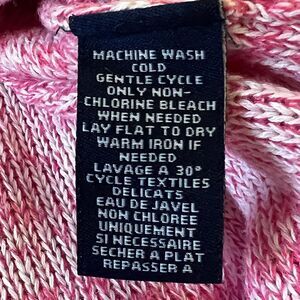 MACHINE WASH
COLD
GENTLE CYCLE
ONLY NON-
CHLORINE BLEACH
WHEN NEEDED
LAY FLAT TO DRY
WARM IRON IF
NEEDED
LAVAGE A 30°
CYCLE TEXTILES
DELICATS
EAU DE JAVEL
NON CHLOREE
UNIQUEMENT
SI NECESSAIRE
SECHER A PLAT
REPASSER A